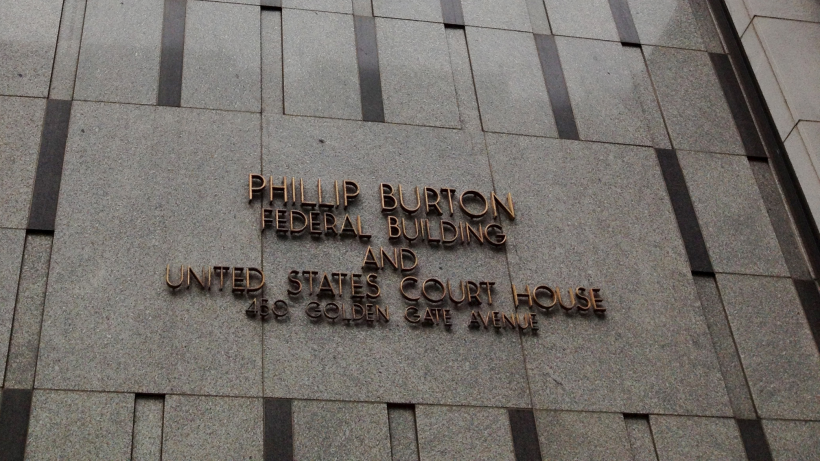 PHILLIP BURTON
FEDERAL BUILDING
AND
UNITED STATES COURT HOUSE
450 GOLDEN GATE AVENUE